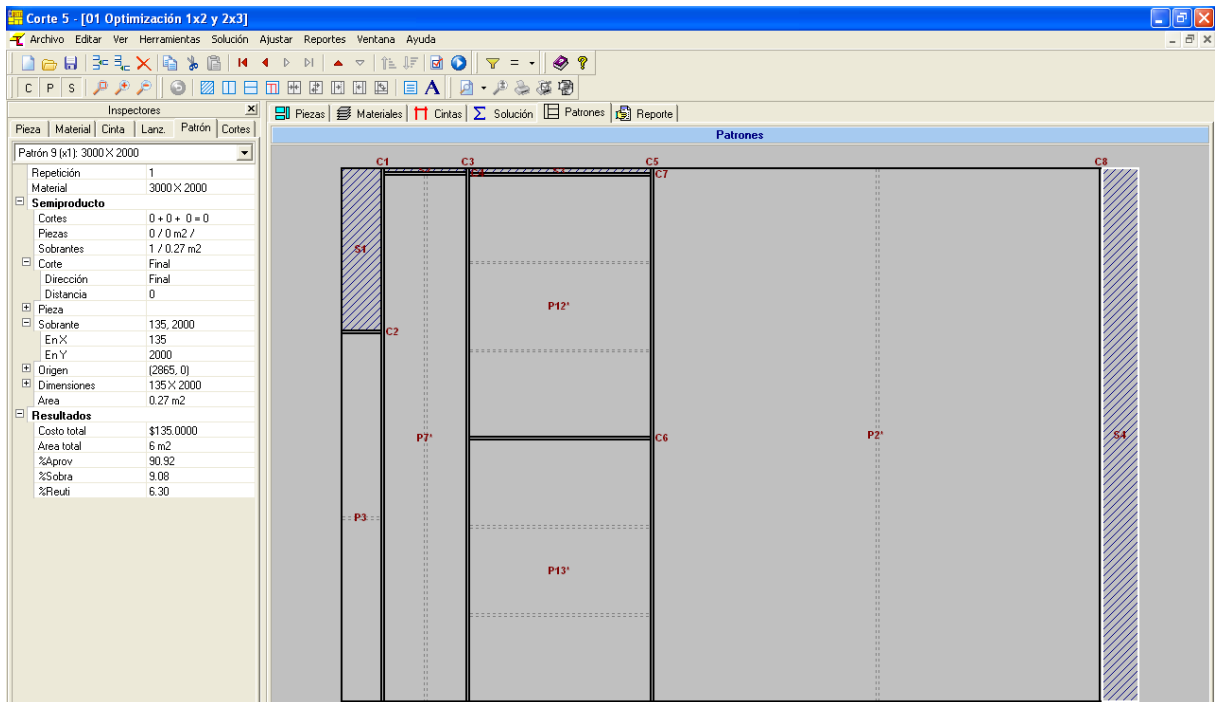 Corte 5 - [01 Optimización 1x2 y 2x3]
Archivo Editar Ver Herramientas Solución Ajustar Reportes Ventana Ayuda
C P S
A
Inspectores
Pieza Material Cinta Lanz. Patrón Cortes
Patrón 9 (x1): 3000 X 2000
Repetición 1
Material 3000 X 2000
Semiproducto
Cortes 0 + 0 + 0 = 0
Piezas 0 / 0 m2 /
Sobrantes 1 / 0.27 m2
Corte Final
Dirección Final
Distancia 0
Pieza
Sobrante 135, 2000
En X 135
En Y 2000
Origen (2865, 0)
Dimensiones 135 X 2000
Area 0.27 m2
Resultados
Costo total $135.0000
Area total 6 m2
%Aprov 90.92
%Sobra 9.08
%Reuti 6.30
Piezas Materiales Cintas Solución Patrones Reporte
Patrones
C1 C3 C5 C8
C7
S1
P12'
C2
P7' C6 P2' S4
P3
P13'